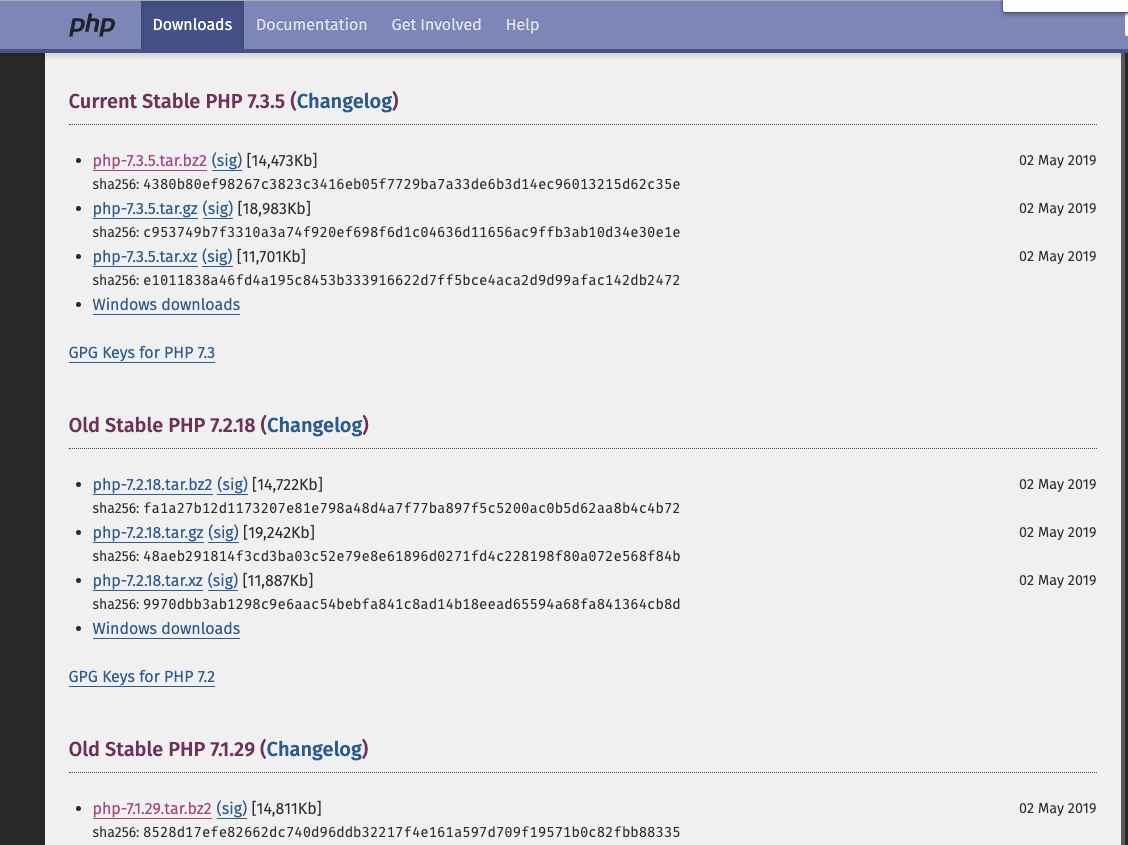 php Downloads Documentation Get Involved Help
Current Stable PHP 7.3.5 (Changelog)
• php-7.3.5.tar.bz2 (sig) [14,473Kb] 02 May 2019
sha256: 4380b80ef98267c3823c3416eb05f7729ba7a33de6b3d14ec96013215d62c35e
• php-7.3.5.tar.gz (sig) [18,983Kb] 02 May 2019
sha256: c953749b7f3310a3a74f920ef698f6d1c04636d11656ac9ffb3ab10d34e30e1e
• php-7.3.5.tar.xz (sig) [11,701Kb] 02 May 2019
sha256: e1011838a46fd4a195c8453b333916622d7ff5bce4aca2d9d99afac142db2472
• Windows downloads
GPG Keys for PHP 7.3
Old Stable PHP 7.2.18 (Changelog)
• php-7.2.18.tar.bz2 (sig) [14,722Kb] 02 May 2019
sha256: fa1a27b12d1173207e81e798a48d4a7f77ba897f5c5200ac0b5d62aa8b4c4b72
• php-7.2.18.tar.gz (sig) [19,242Kb] 02 May 2019
sha256: 48aeb291814f3cd3ba03c52e79e8e61896d0271fd4c228198f80a072e568f84b
• php-7.2.18.tar.xz (sig) [11,887Kb] 02 May 2019
sha256: 9970dbb3ab1298c9e6aac54bebfa841c8ad14b18eead65594a68fa841364cb8d
• Windows downloads
GPG Keys for PHP 7.2
Old Stable PHP 7.1.29 (Changelog)
• php-7.1.29.tar.bz2 (sig) [14,811Kb] 02 May 2019
sha256: 8528d17efe82662dc740d96ddb32217f4e161a597d709f19571b0c82fbb88335